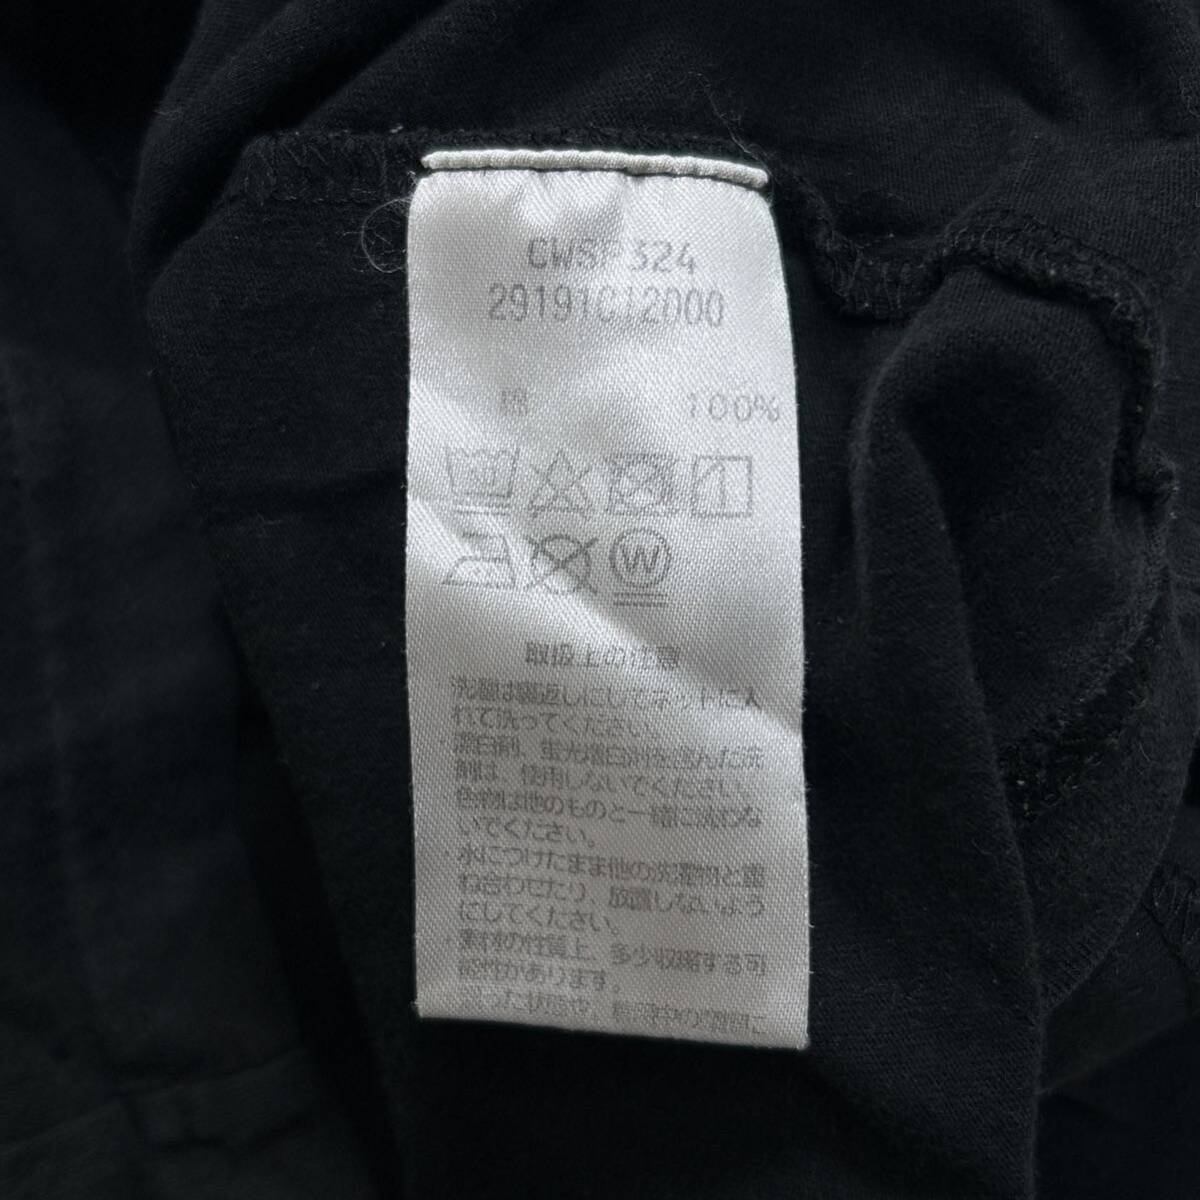 CWSP324
29191C12000
綿 100%
30
W
取扱上の注意
・洗濯は裏返しにしてネットに入
れて洗ってください。
・漂白剤、蛍光増白剤を含んだ洗
剤は、使用しないでください。
・色物は他のものと一緒に洗わな
いでください。
・水につけたまま他の洗濯物と重
ね合わせたり、放置しないよう
にしてください。
・素材の性質上、多少収縮する可
能性があります。